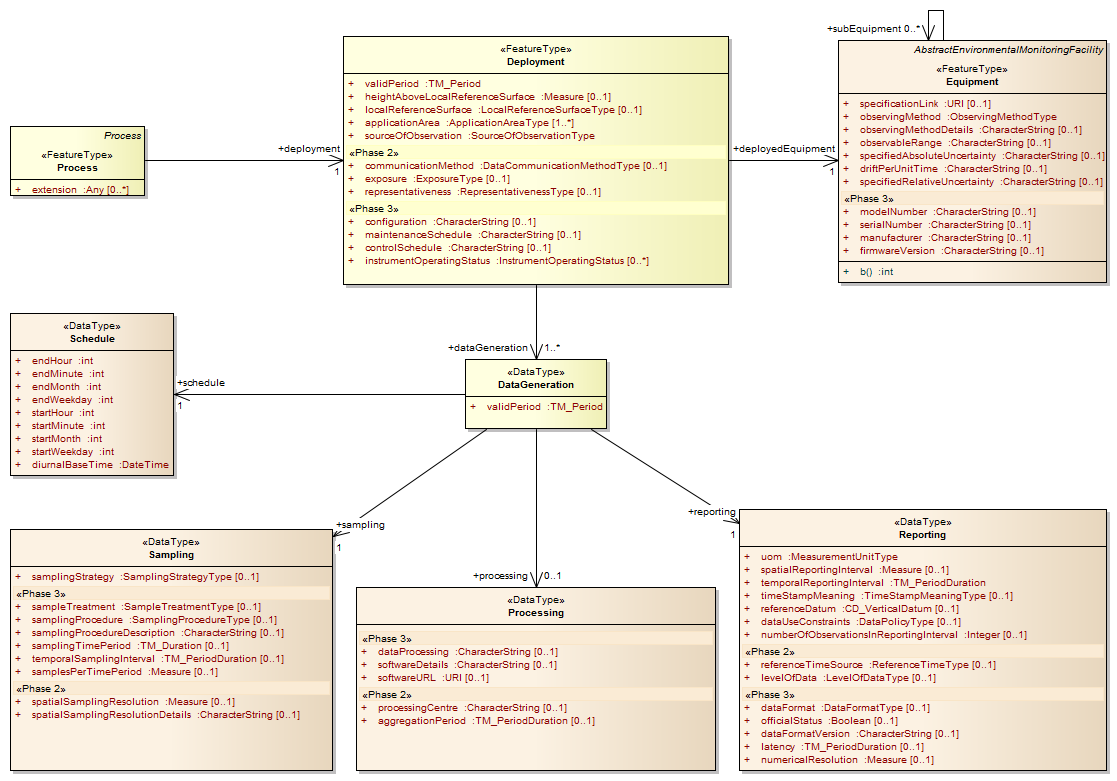 Process
«FeatureType»
Process
+ extension :Any [0..*]
+deployment
1
«FeatureType»
Deployment
+ validPeriod :TM_Period
+ heightAboveLocalReferenceSurface :Measure [0..1]
+ localReferenceSurface :LocalReferenceSurfaceType [0..1]
+ applicationArea :ApplicationAreaType [1..*]
+ sourceOfObservation :SourceOfObservationType
«Phase 2»
+ communicationMethod :DataCommunicationMethodType [0..1]
+ exposure :ExposureType [0..1]
+ representativeness :RepresentativenessType [0..1]
«Phase 3»
+ configuration :CharacterString [0..1]
+ maintenanceSchedule :CharacterString [0..1]
+ controlSchedule :CharacterString [0..1]
+ instrumentOperatingStatus :InstrumentOperatingStatus [0..*]
+deployedEquipment
1
+subEquipment 0..*
AbstractEnvironmentalMonitoringFacility
«FeatureType»
Equipment
+ specificationLink :URI [0..1]
+ observingMethod :ObservingMethodType
+ observingMethodDetails :CharacterString [0..1]
+ observableRange :CharacterString [0..1]
+ specifiedAbsoluteUncertainty :CharacterString [0..1]
+ driftPerUnitTime :CharacterString [0..1]
+ specifiedRelativeUncertainty :CharacterString [0..1]
«Phase 3»
+ modelNumber :CharacterString [0..1]
+ serialNumber :CharacterString [0..1]
+ manufacturer :CharacterString [0..1]
+ firmwareVersion :CharacterString [0..1]
+ b() :int
+dataGeneration 1..*
«DataType»
DataGeneration
+ validPeriod :TM_Period
+schedule
1
«DataType»
Schedule
+ endHour :int
+ endMinute :int
+ endMonth :int
+ endWeekday :int
+ startHour :int
+ startMinute :int
+ startMonth :int
+ startWeekday :int
+ diurnalBaseTime :DateTime
+sampling
1
«DataType»
Sampling
+ samplingStrategy :SamplingStrategyType [0..1]
«Phase 3»
+ sampleTreatment :SampleTreatmentType [0..1]
+ samplingProcedure :SamplingProcedureType [0..1]
+ samplingProcedureDescription :CharacterString [0..1]
+ samplingTimePeriod :TM_Duration [0..1]
+ temporalSamplingInterval :TM_PeriodDuration [0..1]
+ samplesPerTimePeriod :Measure [0..1]
«Phase 2»
+ spatialSamplingResolution :Measure [0..1]
+ spatialSamplingResolutionDetails :CharacterString [0..1]
+processing 0..1
«DataType»
Processing
«Phase 3»
+ dataProcessing :CharacterString [0..1]
+ softwareDetails :CharacterString [0..1]
+ softwareURL :URI [0..1]
«Phase 2»
+ processingCentre :CharacterString [0..1]
+ aggregationPeriod :TM_PeriodDuration [0..1]
+reporting
1
«DataType»
Reporting
+ uom :MeasurementUnitType
+ spatialReportingInterval :Measure [0..1]
+ temporalReportingInterval :TM_PeriodDuration
+ timeStampMeaning :TimeStampMeaningType [0..1]
+ referenceDatum :CD_VerticalDatum [0..1]
+ dataUseConstraints :DataPolicyType [0..1]
+ numberOfObservationsInReportingInterval :Integer [0..1]
«Phase 2»
+ referenceTimeSource :ReferenceTimeType [0..1]
+ levelOfData :LevelOfDataType [0..1]
«Phase 3»
+ dataFormat :DataFormatType [0..1]
+ officialStatus :Boolean [0..1]
+ dataFormatVersion :CharacterString [0..1]
+ latency :TM_PeriodDuration [0..1]
+ numericalResolution :Measure [0..1]